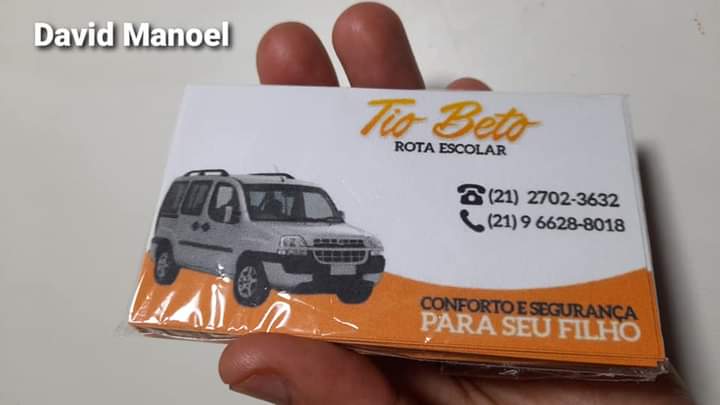 David Manoel
Tio Beto
ROTA ESCOLAR
(21) 2702-3632
(21) 9 6628-8018
CONFORTO E SEGURANÇA
PARA SEU FILHO